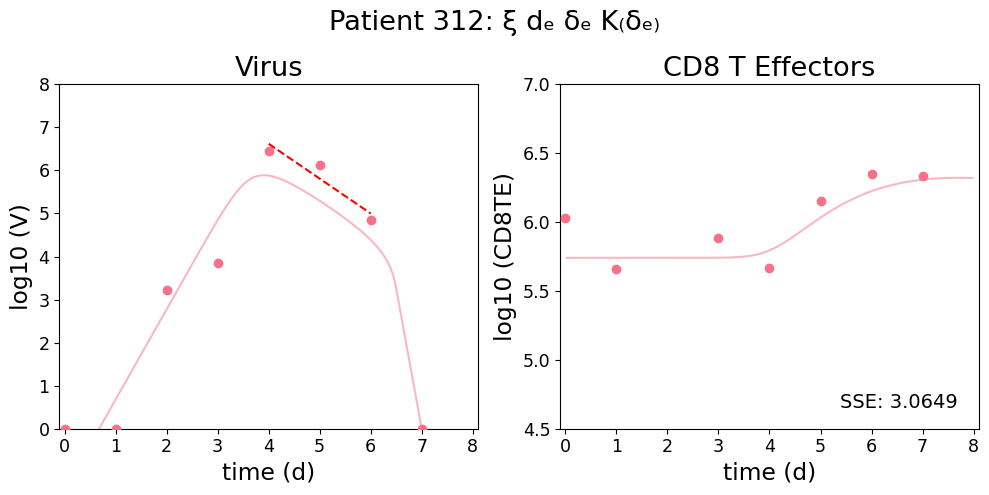 Patient 312: ξ dₑ δₑ K₍δₑ₎
Virus
CD8 T Effectors
log10 (V)
8
7
6
5
4
3
2
1
0
0 1 2 3 4 5 6 7 8
time (d)
log10 (CD8TE)
7.0
6.5
6.0
5.5
5.0
4.5
SSE: 3.0649
0 1 2 3 4 5 6 7 8
time (d)